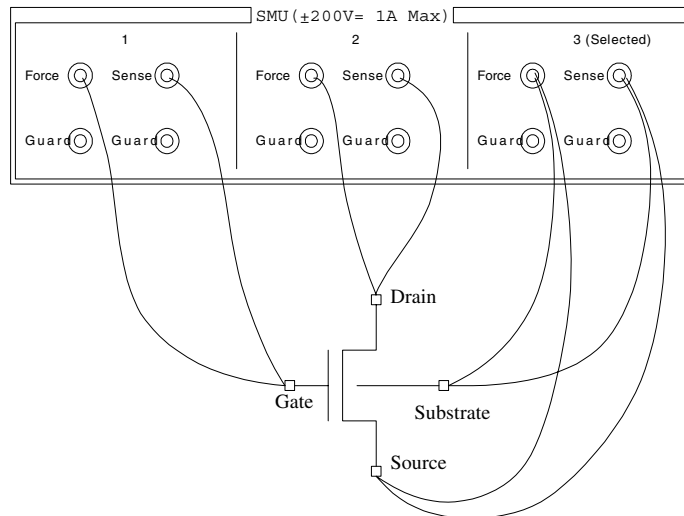 SMU(±200V= 1A Max)
1
2
3 (Selected)
Force
Sense
Force
Sense
Force
Sense
Guard
Guard
Guard
Guard
Guard
Guard
Drain
Gate
Substrate
Source